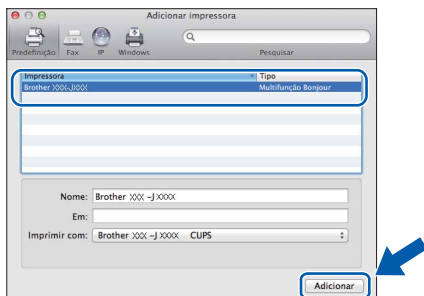 Adicionar impressora
Predefinição Fax IP Windows Pesquisar
Impressora Tipo
Brother XXX-JXXX Multifunção Bonjour
Nome: Brother XXX -J XXXX
Em:
Imprimir com: Brother XXX -J XXXX CUPS
Adicionar